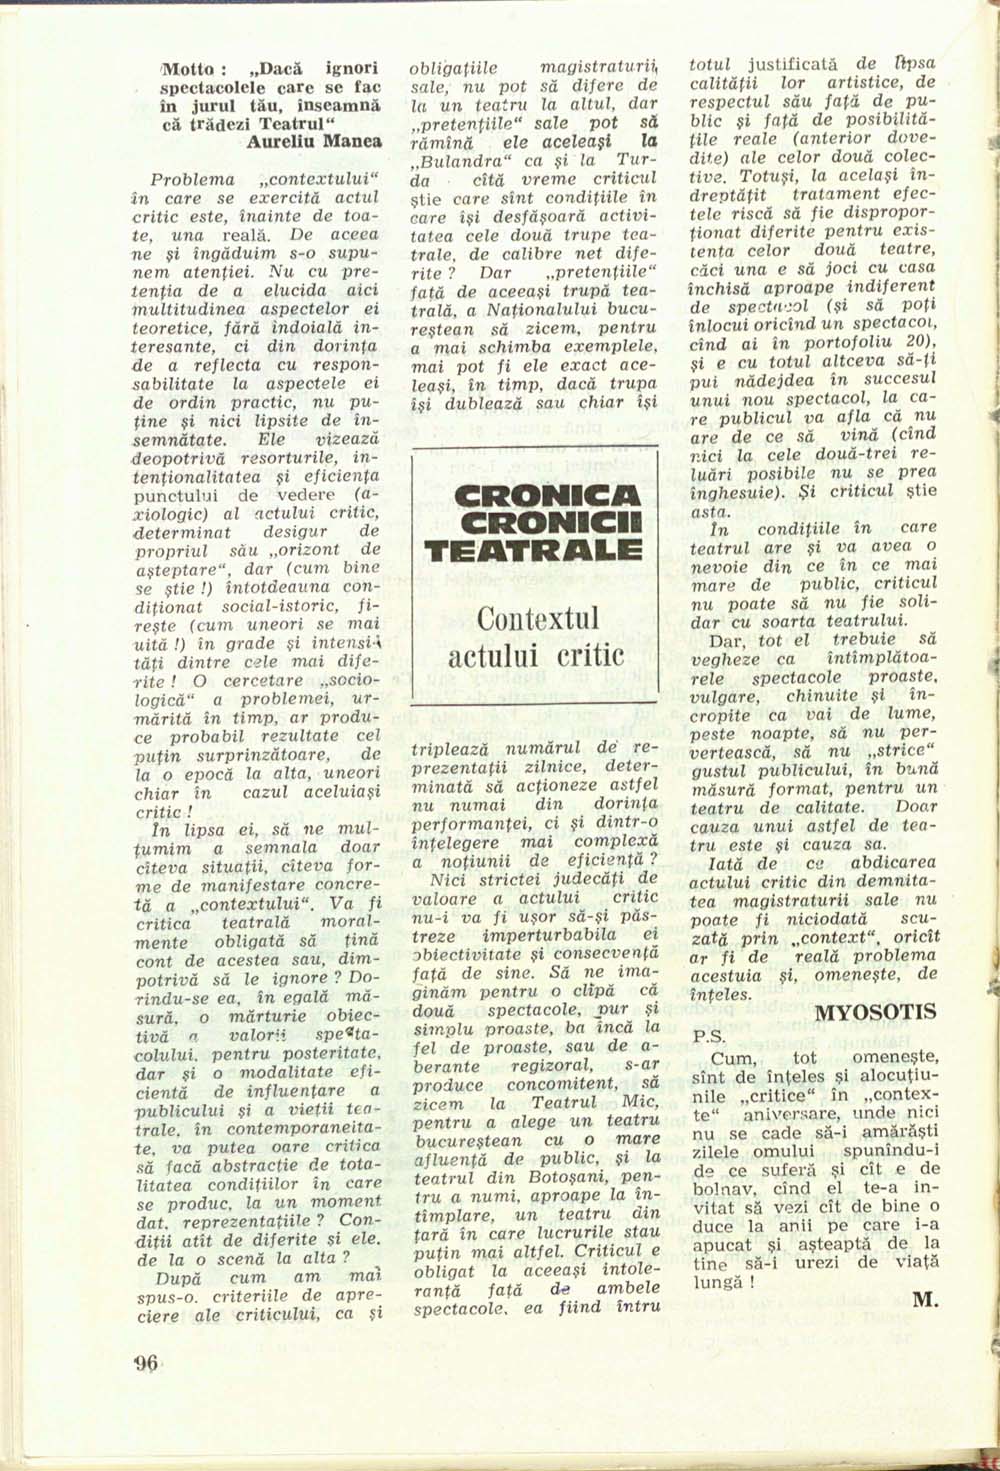 Motto : „Dacă ignori
spectacolele care se fac
în jurul tău, înseamnă
că trădezi Teatrul“
Aureliu Manea
Problema „contextului“
în care se exercită actul
critic este, înainte de toa-
te, una reală. De aceea
ne și îngăduim s-o supu-
nem atenției. Nu cu pre-
tenția de a elucida aici
multitudinea aspectelor ei
teoretice, fără îndoială in-
teresante, ci din dorința
de a reflecta cu respon-
sabilitate la aspectele ei
de ordin practic, nu pu-
ține și nici lipsite de în-
semnătate. Ele vizează
deopotrivă resorturile, in-
tenționalitatea și eficiența
punctului de vedere (a-
xiologic) al actului critic,
determinat desigur de
propriul său „orizont de
așteptare“, dar (cum bine
se știe !) întotdeauna con-
diționat social-istoric, fi-
rește (cum uneori se mai
uită !) în grade și intensi-
tăți dintre cele mai dife-
rite ! O cercetare „socio-
logică“ a problemei, ur-
mărită în timp, ar produ-
ce probabil rezultate cel
puțin surprinzătoare, de
la o epocă la alta, uneori
chiar în cazul aceluiași
critic !
În lipsa ei, să ne mul-
țumim a semnala doar
cîteva situații, cîteva for-
me de manifestare concre-
tă a „contextului“. Va fi
critica teatrală moral-
mente obligată să țină
cont de acestea sau, dim-
potrivă să le ignore ? Do-
rindu-se ea, în egală mă-
sură, o mărturie obiec-
tivă a valorii specta-
colului, pentru posteritate,
dar și o modalitate efi-
cientă de influențare a
publicului și a vieții tea-
trale, în contemporaneita-
te, va putea oare critica
să facă abstracție de tota-
litatea condițiilor în care
se produc, la un moment
dat, reprezentațiile ? Con-
diții atît de diferite și ele,
de la o scenă la alta ?
După cum am mai
spus-o, criteriile de apre-
ciere ale criticului, ca și
obligațiile magistraturii
sale, nu pot să difere de
la un teatru la altul, dar
„pretențiile“ sale pot să
rămînă ele aceleași la
„Bulandra“ ca și la Tur-
da cîtă vreme criticul
știe care sînt condițiile în
care își desfășoară activi-
tatea cele două trupe tea-
trale, de calibre net dife-
rite ? Dar „pretențiile“
față de aceeași trupă tea-
trală, a Naționalului bucu-
reștean să zicem, pentru
a mai schimba exemplele,
mai pot fi ele exact ace-
leași, în timp, dacă trupa
își dublează sau chiar își
CRONICA
CRONICII
TEATRALE
Contextul
actului critic
triplează numărul de re-
prezentații zilnice, deter-
minată să acționeze astfel
nu numai din dorința
performanței, ci și dintr-o
înțelegere mai complexă
a noțiunii de eficiență ?
Nici strictei judecăți de
valoare a actului critic
nu-i va fi ușor să-și păs-
treze imperturbabila ei
obiectivitate și consecvență
față de sine. Să ne ima-
ginăm pentru o clipă că
două spectacole, pur și
simplu proaste, ba încă la
fel de proaste, sau de a-
berante regizoral, s-ar
produce concomitent, să
zicem la Teatrul Mic,
pentru a alege un teatru
bucureștean cu o mare
afluență de public, și la
teatrul din Botoșani, pen-
tru a numi, aproape la în-
tîmplare, un teatru din
țară în care lucrurile stau
puțin mai altfel. Criticul e
obligat la aceeași intole-
ranță față de ambele
spectacole, ea fiind întru
totul justificată de lipsa
calității lor artistice, de
respectul său față de pu-
blic și față de posibilită-
țile reale (anterior dove-
dite) ale celor două colec-
tive. Totuși, la același în-
dreptățit tratament efec-
tele riscă să fie dispropor-
ționat diferite pentru exis-
tența celor două teatre,
căci una e să joci cu casa
închisă aproape indiferent
de spectacol (și să poți
înlocui oricînd un spectacol,
cînd ai în portofoliu 20),
și e cu totul altceva să-ți
pui nădejdea în succesul
unui nou spectacol, la ca-
re publicul va afla că nu
are de ce să vină (cînd
nici la cele două-trei re-
luări posibile nu se prea
înghesuie). Și criticul știe
asta.
În condițiile în care
teatrul are și va avea o
nevoie din ce în ce mai
mare de public, criticul
nu poate să nu fie soli-
dar cu soarta teatrului.
Dar, tot el trebuie să
vegheze ca întîmplătoa-
rele spectacole proaste,
vulgare, chinuite și în-
cropite ca vai de lume,
peste noapte, să nu per-
vertească, să nu „strice“
gustul publicului, în bună
măsură format, pentru un
teatru de calitate. Doar
cauza unui astfel de tea-
tru este și cauza sa.
Iată de ce abdicarea
actului critic din demnita-
tea magistraturii sale nu
poate fi niciodată scu-
zată prin „context“, oricît
ar fi de reală problema
acestuia și, omenește, de
înțeles.
MYOSOTIS
P.S.
Cum, tot omenește,
sînt de înțeles și alocuțiu-
nile „critice“ în „contex-
te“ aniversare, unde nici
nu se cade să-i amărăști
zilele omului spunîndu-i
de ce suferă și cît e de
bolnav, cînd el te-a in-
vitat să vezi cît de bine o
duce la anii pe care i-a
apucat și așteaptă de la
tine să-i urezi de viață
lungă !
M.
96